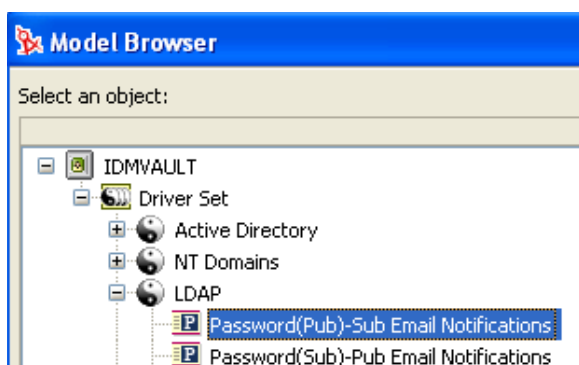 Model Browser
Select an object:
IDMVAULT
Driver Set
Active Directory
NT Domains
LDAP
Password(Pub)-Sub Email Notifications
Password(Sub)-Pub Email Notifications